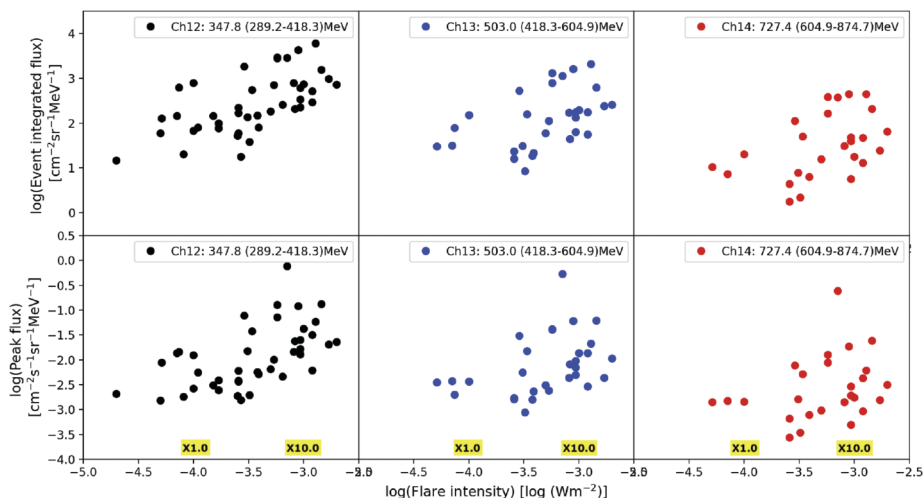 Ch12: 347.8 (289.2-418.3)MeV
Ch13: 503.0 (418.3-604.9)MeV
Ch14: 727.4 (604.9-874.7)MeV
log(Event integrated flux)
[cm⁻²sr⁻¹MeV⁻¹]
4
3
2
1
0
Ch12: 347.8 (289.2-418.3)MeV
Ch13: 503.0 (418.3-604.9)MeV
Ch14: 727.4 (604.9-874.7)MeV
log(Peak flux)
[cm⁻²s⁻¹sr⁻¹MeV⁻¹]
0.5
0.0
−0.5
−1.0
−1.5
−2.0
−2.5
−3.0
−3.5
−4.0
X1.0 X10.0 X1.0 X10.0 X1.0 X10.0
−5.0 −4.5 −4.0 −3.5 −3.0 −4.5 −4.0 −3.5 −3.0 −4.5 −4.0 −3.5 −3.0 −2.5
log(Flare intensity) [log (Wm⁻²)]